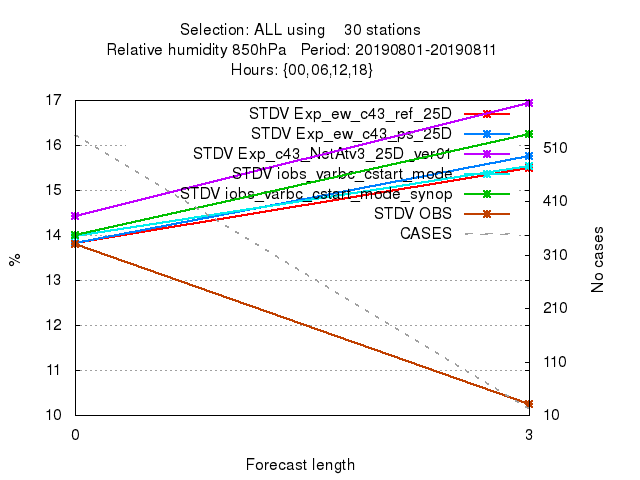 Selection: ALL using 30 stations
Relative humidity 850hPa Period: 20190801-20190811
Hours: {00,06,12,18}
17
16
15
14
13
12
11
10
%
STDV Exp_ew_c43_ref_25D
STDV Exp_ew_c43_ps_25D
STDV Exp_c43_NstAtv3_25D_ver01
STDV iobs_varbc_cstart_mode
STDV iobs_varbc_cstart_mode_synop
STDV OBS
CASES
510
410
310
210
110
10
No cases
0 3
Forecast length